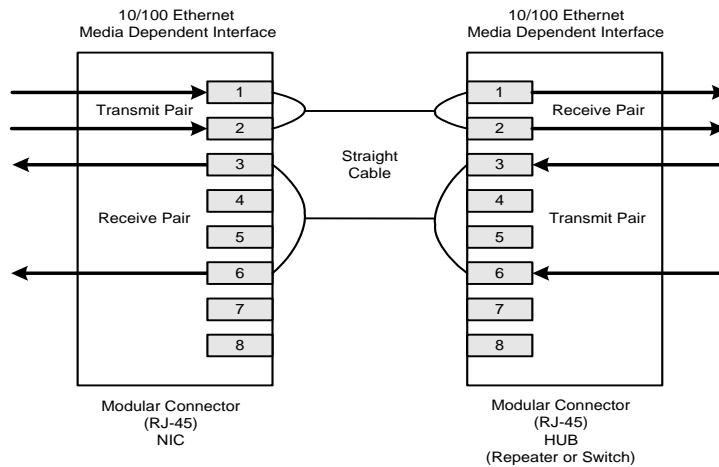 10/100 Ethernet
Media Dependent Interface
1
Transmit Pair
2
3
4
Receive Pair
5
6
7
8
Modular Connector
(RJ-45)
NIC
Straight
Cable
10/100 Ethernet
Media Dependent Interface
1
Receive Pair
2
3
4
Transmit Pair
5
6
7
8
Modular Connector
(RJ-45)
HUB
(Repeater or Switch)